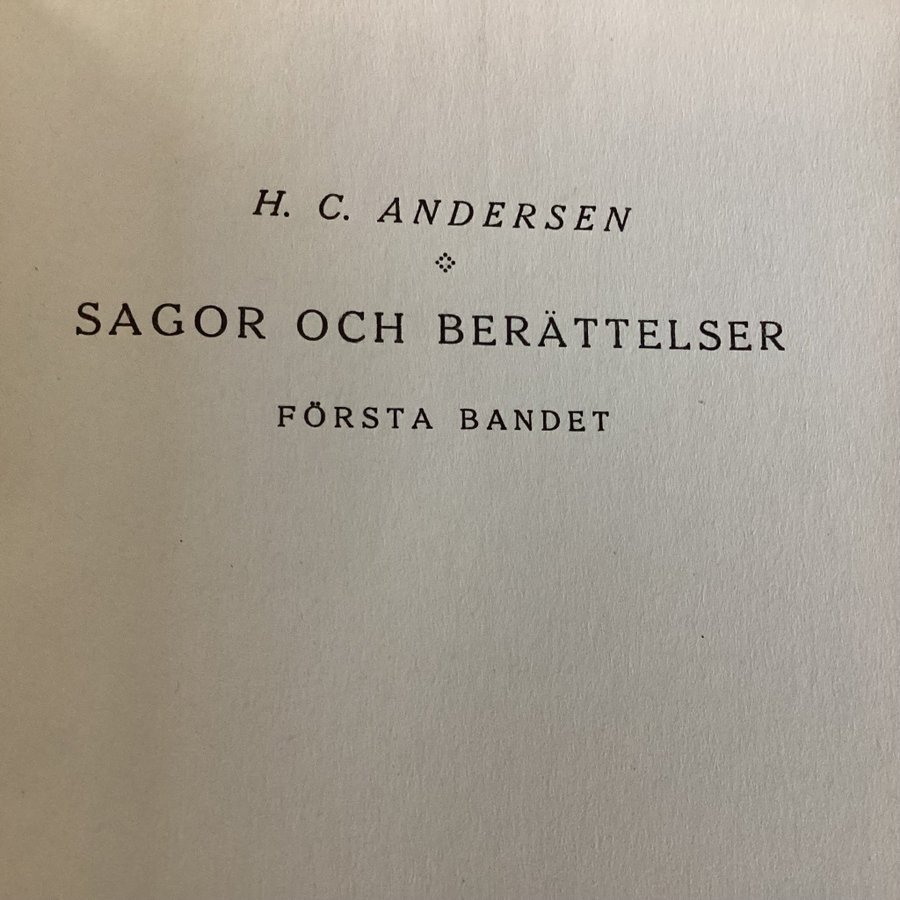 H. C. ANDERSEN
SAGOR OCH BERÄTTELSER
FÖRSTA BANDET